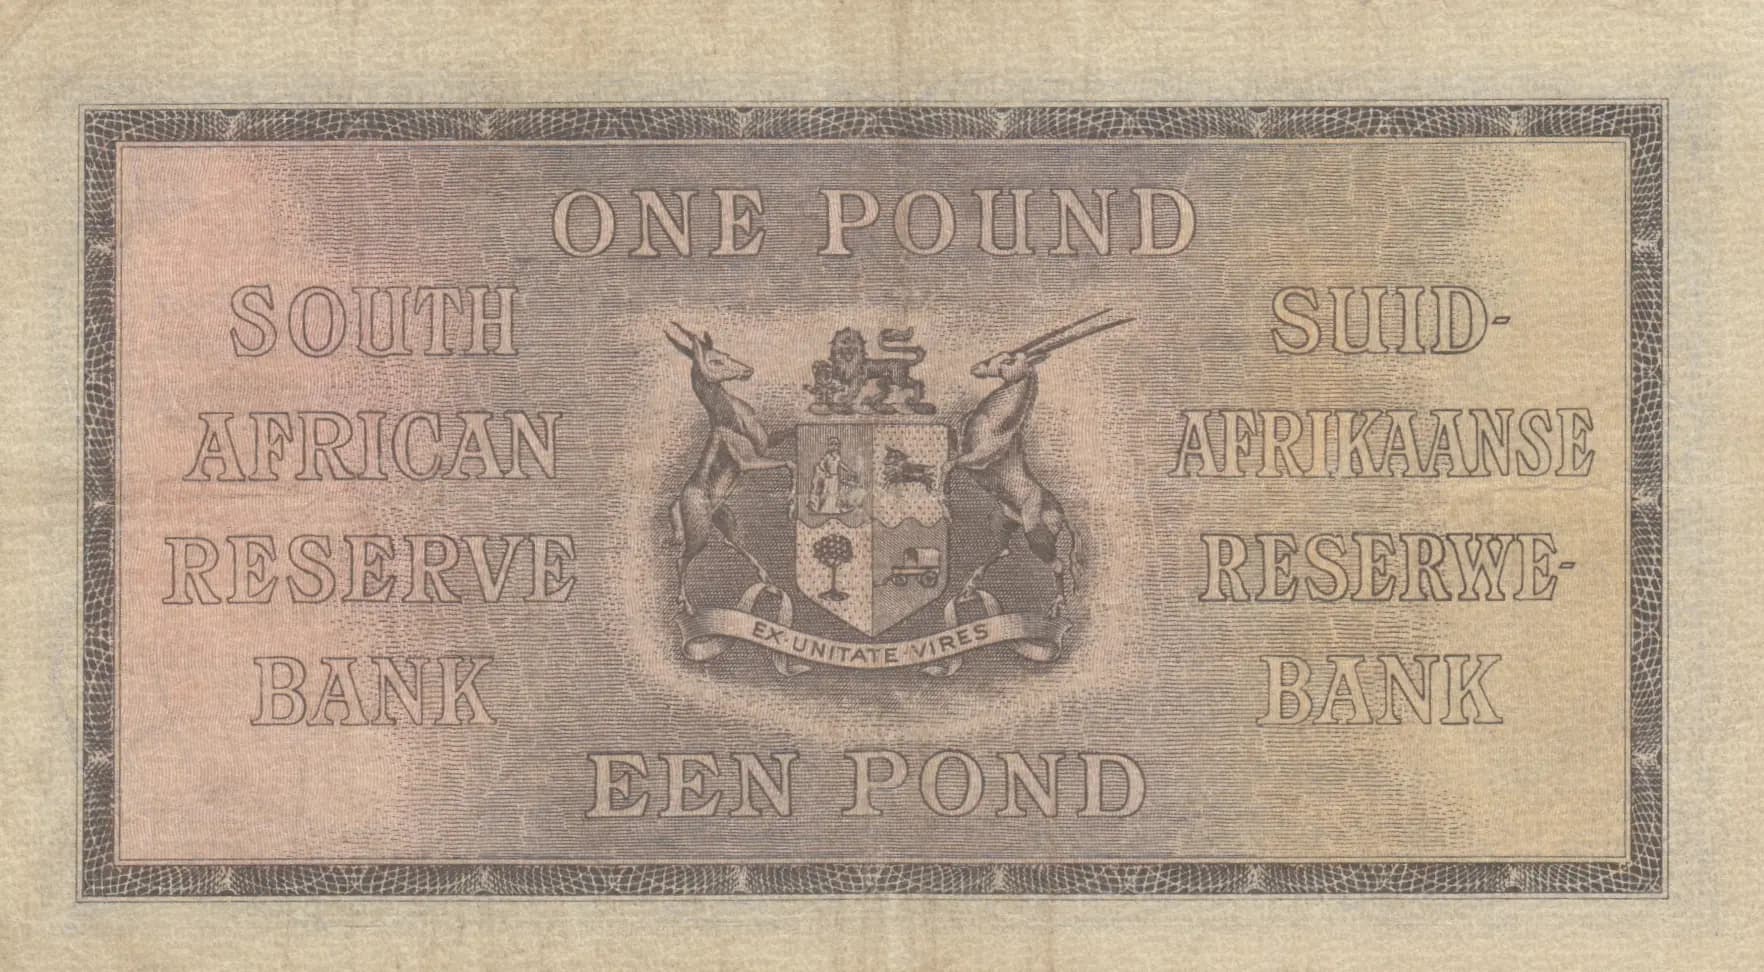 ONE POUND
SOUTH
AFRICAN
RESERVE
BANK
SUID-
AFRIKAANSE
RESERWE-
BANK
EX·UNITATE VIRES
EEN POND